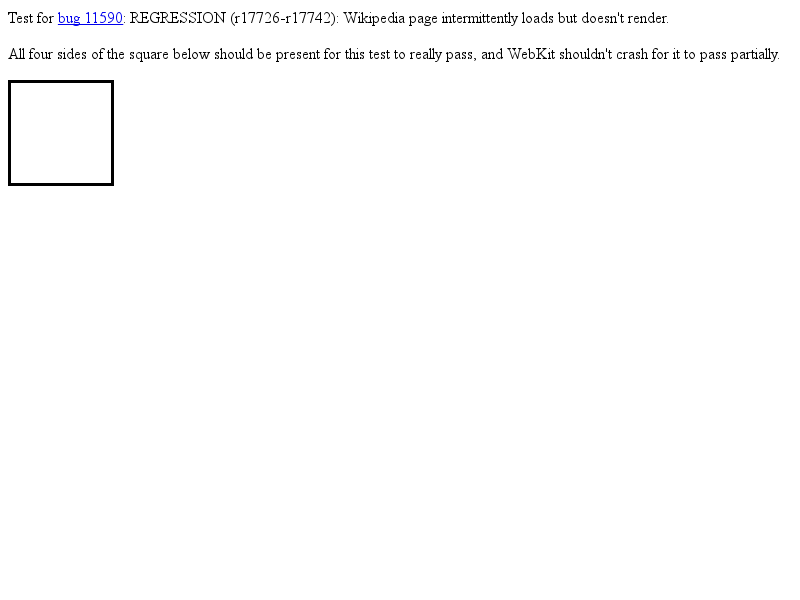 Test for bug 11590: REGRESSION (r17726-r17742): Wikipedia page intermittently loads but doesn't render.
All four sides of the square below should be present for this test to really pass, and WebKit shouldn't crash for it to pass partially.